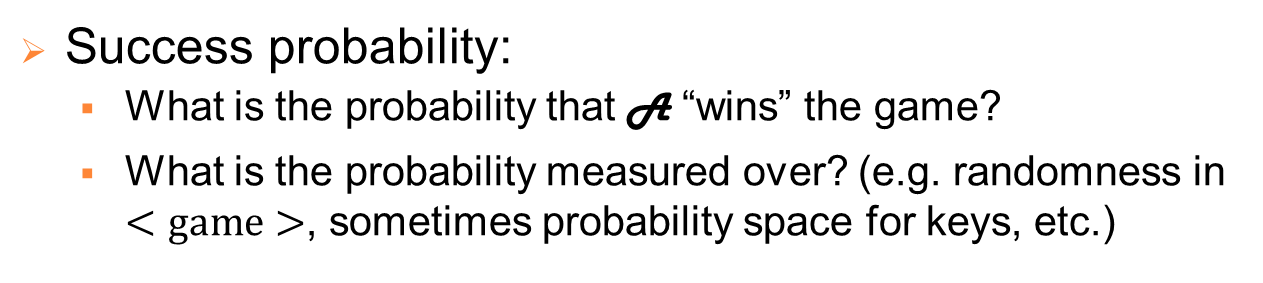 Success probability:
What is the probability that 𝓐 “wins” the game?
What is the probability measured over? (e.g. randomness in
< game >, sometimes probability space for keys, etc.)